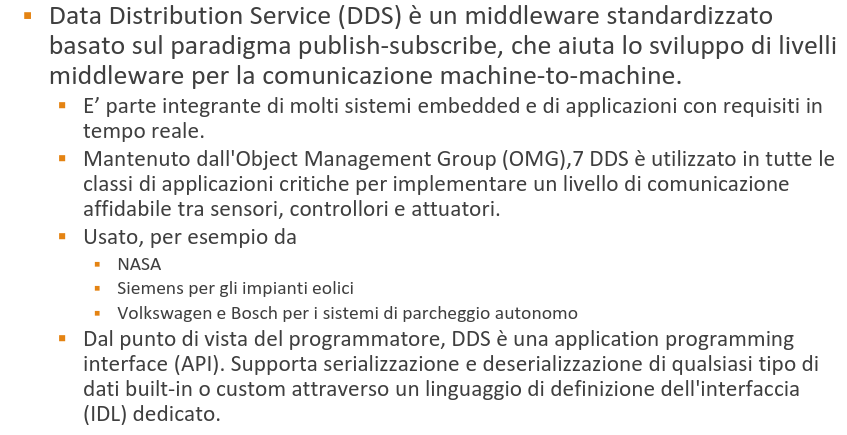 Data Distribution Service (DDS) è un middleware standardizzato
basato sul paradigma publish-subscribe, che aiuta lo sviluppo di livelli
middleware per la comunicazione machine-to-machine.
E’ parte integrante di molti sistemi embedded e di applicazioni con requisiti in
tempo reale.
Mantenuto dall'Object Management Group (OMG),7 DDS è utilizzato in tutte le
classi di applicazioni critiche per implementare un livello di comunicazione
affidabile tra sensori, controllori e attuatori.
Usato, per esempio da
NASA
Siemens per gli impianti eolici
Volkswagen e Bosch per i sistemi di parcheggio autonomo
Dal punto di vista del programmatore, DDS è una application programming
interface (API). Supporta serializzazione e deserializzazione di qualsiasi tipo di
dati built-in o custom attraverso un linguaggio di definizione dell'interfaccia
(IDL) dedicato.